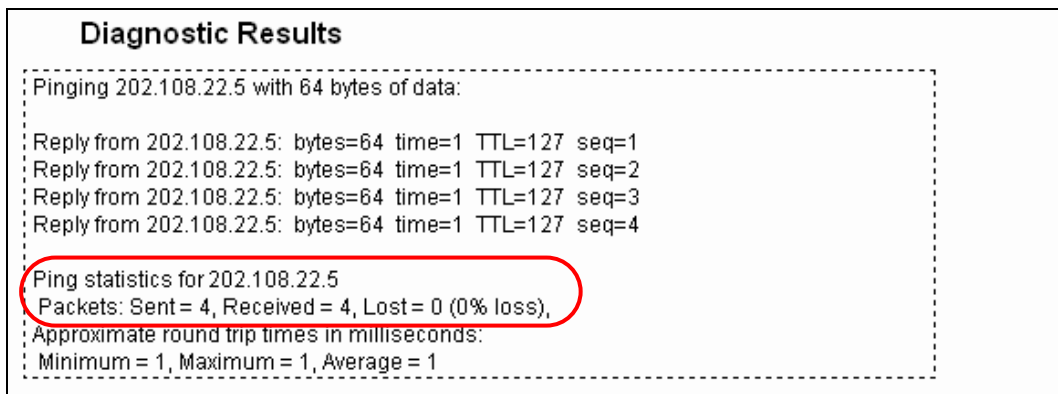 Diagnostic Results
Pinging 202.108.22.5 with 64 bytes of data:
Reply from 202.108.22.5: bytes=64 time=1 TTL=127 seq=1
Reply from 202.108.22.5: bytes=64 time=1 TTL=127 seq=2
Reply from 202.108.22.5: bytes=64 time=1 TTL=127 seq=3
Reply from 202.108.22.5: bytes=64 time=1 TTL=127 seq=4
Ping statistics for 202.108.22.5
Packets: Sent = 4, Received = 4, Lost = 0 (0% loss),
Approximate round trip times in milliseconds:
Minimum = 1, Maximum = 1, Average = 1